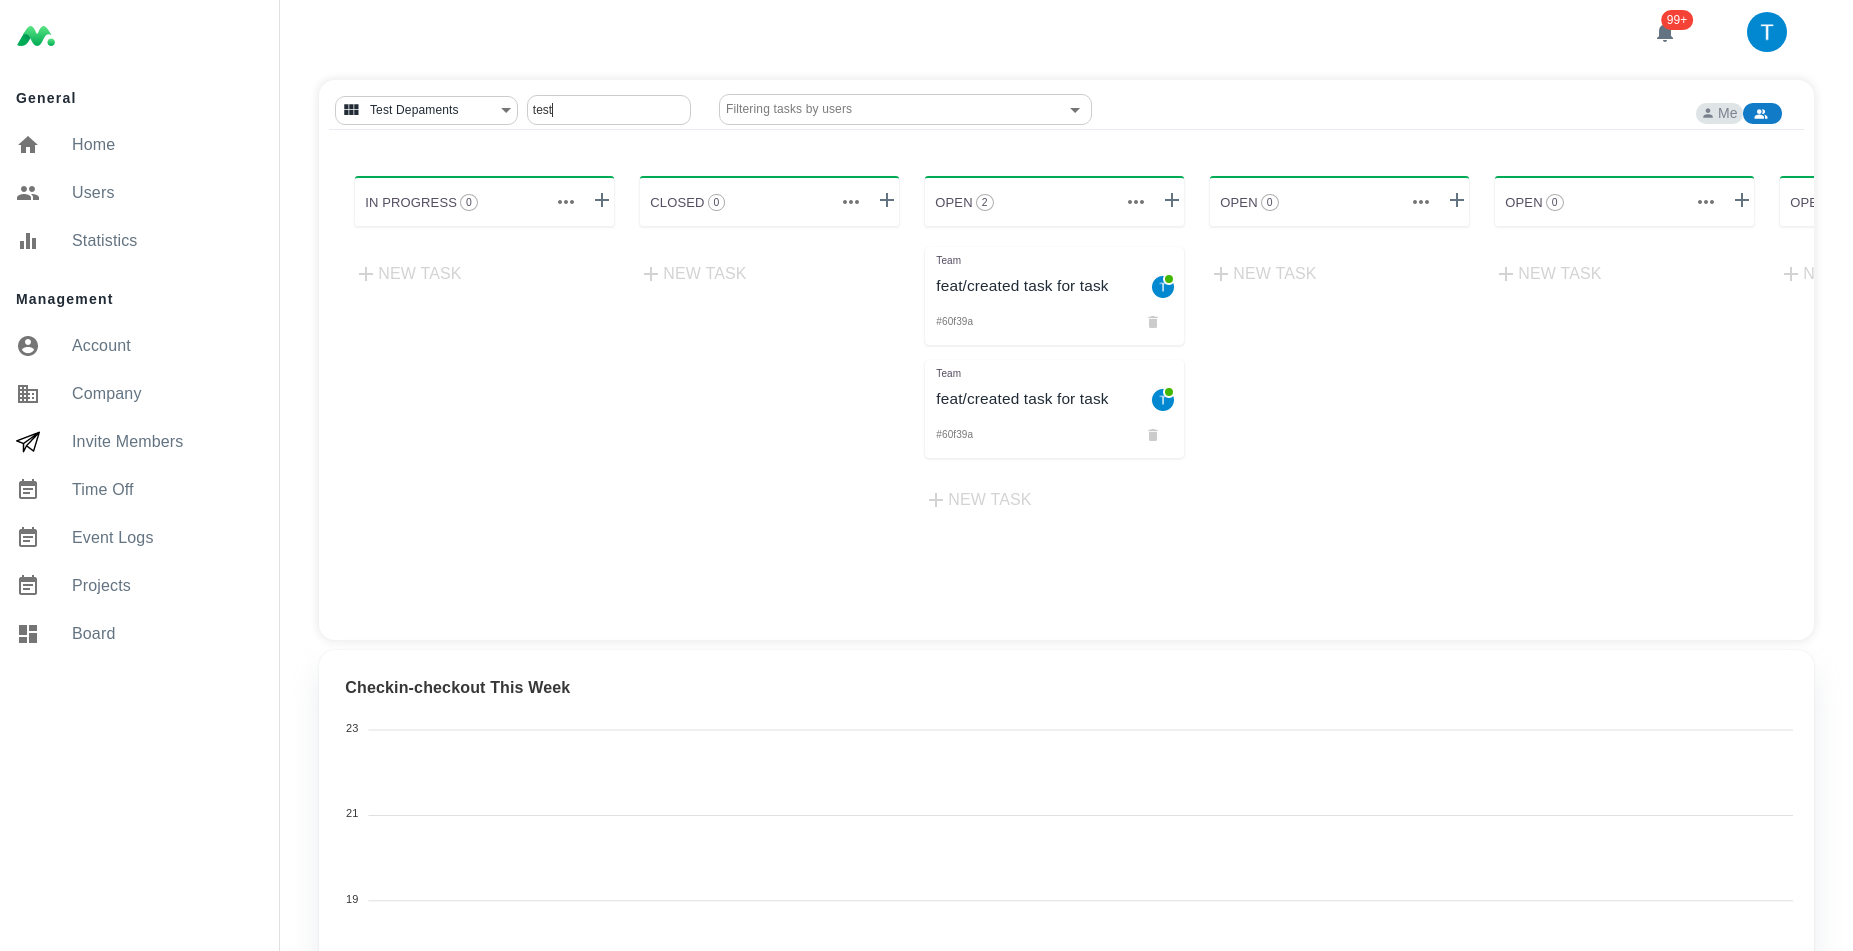 99+
T
General
Home
Users
Statistics
Management
Account
Company
Invite Members
Time Off
Event Logs
Projects
Board
Test Depaments
test
Filtering tasks by users
Me
IN PROGRESS 0
CLOSED 0
OPEN 2
OPEN 0
OPEN 0
OPE
NEW TASK
NEW TASK
Team
feat/created task for task
T
#60f39a
Team
feat/created task for task
T
#60f39a
NEW TASK
NEW TASK
NEW TASK
N
Checkin-checkout This Week
23
21
19